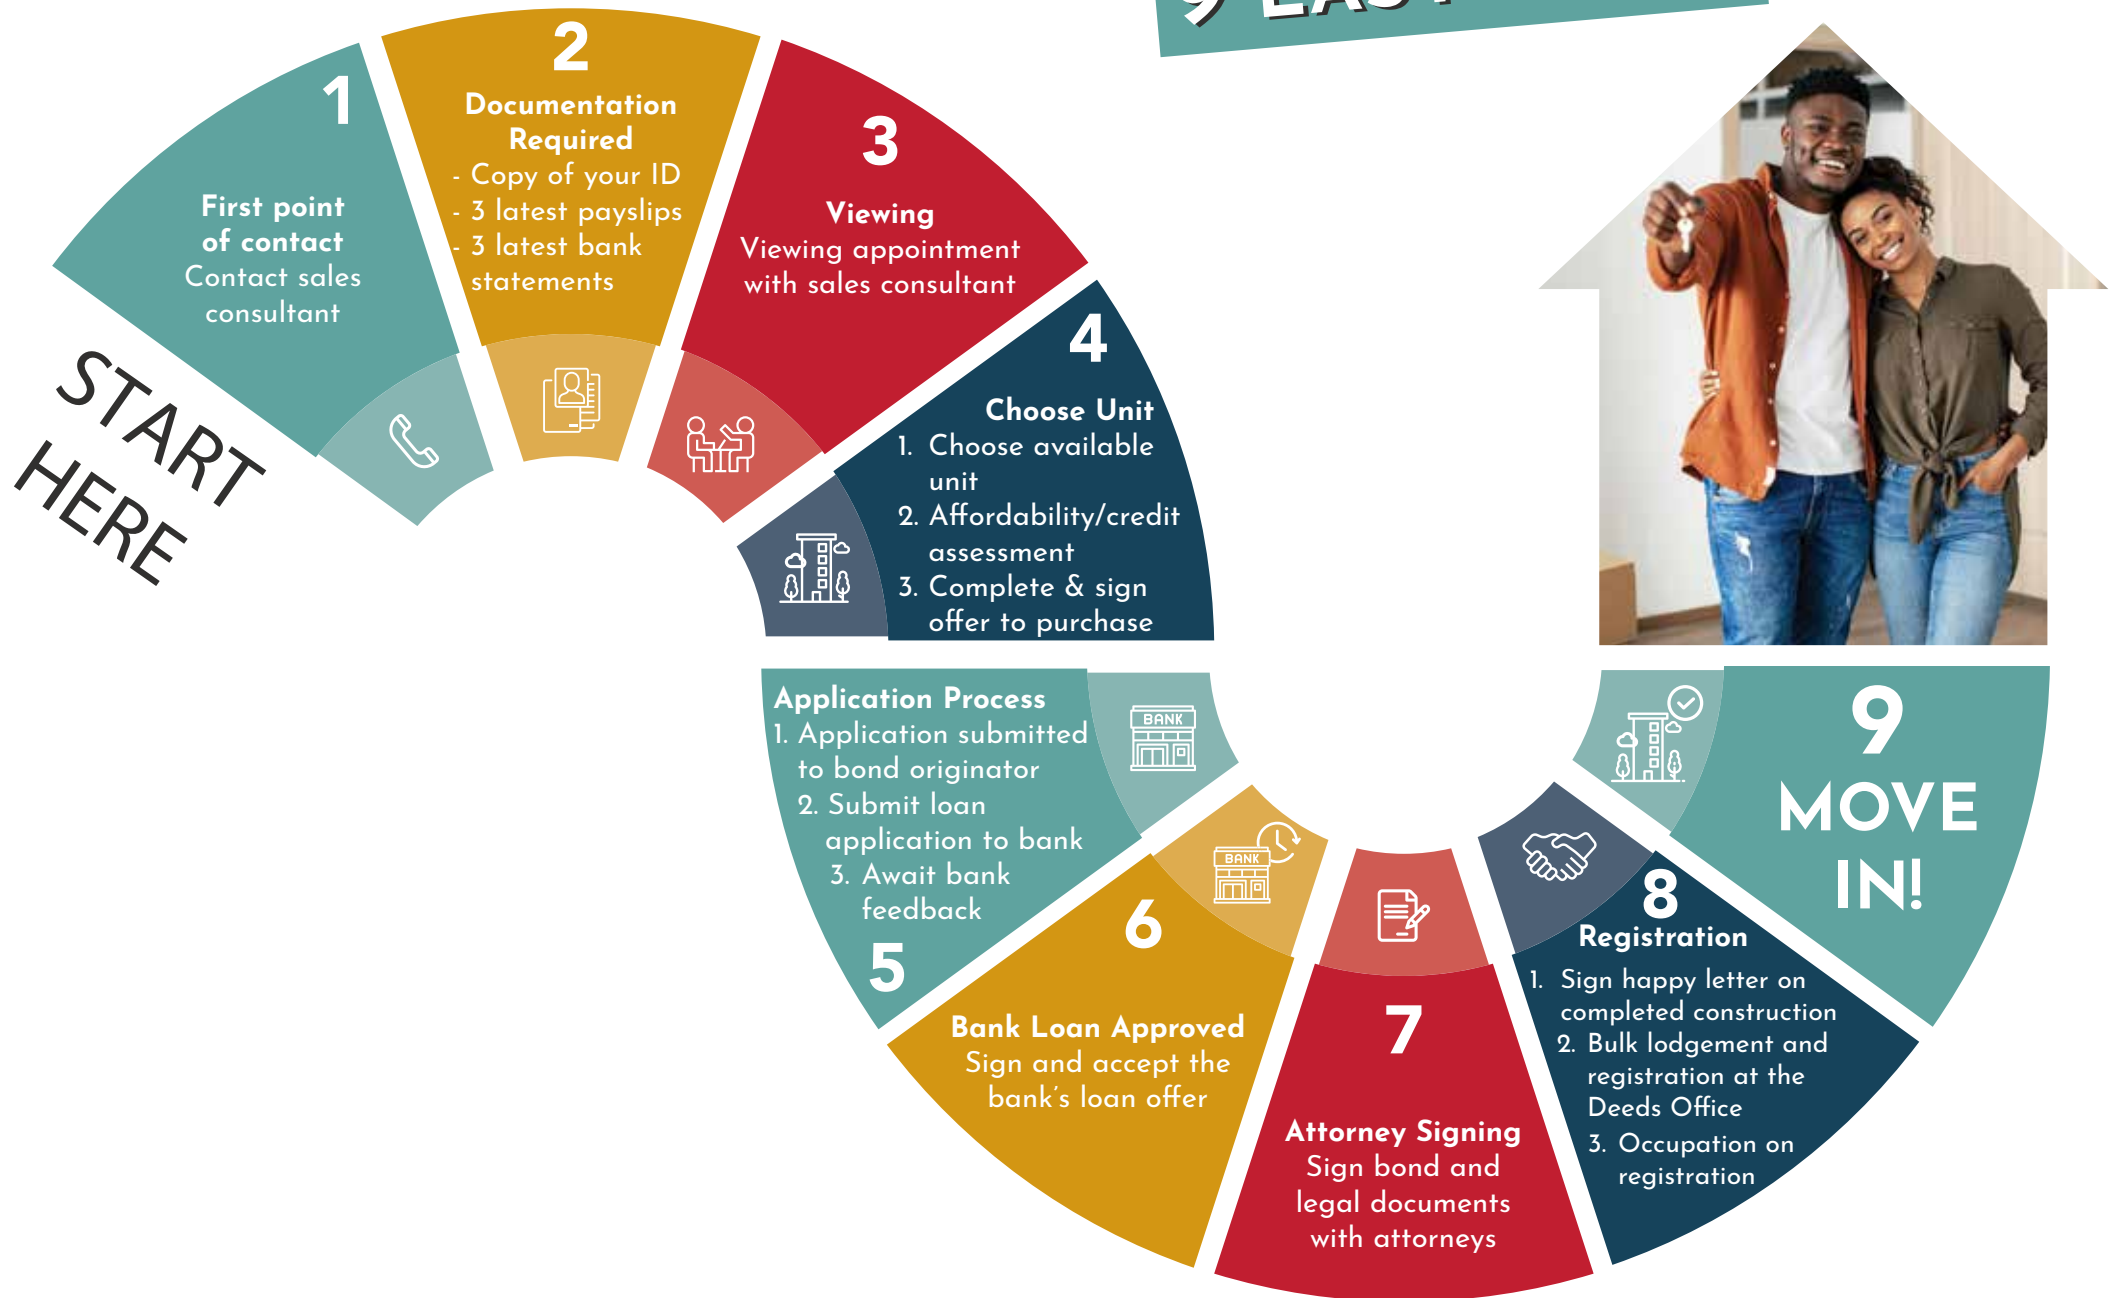 9 EASY
1
First point
of contact
Contact sales
consultant
START
HERE
2
Documentation
Required
- Copy of your ID
- 3 latest payslips
- 3 latest bank
statements
3
Viewing
Viewing appointment
with sales consultant
4
Choose Unit
1. Choose available
unit
2. Affordability/credit
assessment
3. Complete & sign
offer to purchase
Application Process
1. Application submitted
to bond originator
2. Submit loan
application to bank
3. Await bank
feedback
5
BANK
6
Bank Loan Approved
Sign and accept the
bank's loan offer
BANK
7
Attorney Signing
Sign bond and
legal documents
with attorneys
8
Registration
1. Sign happy letter on
completed construction
2. Bulk lodgement and
registration at the
Deeds Office
3. Occupation on
registration
9
MOVE
IN!